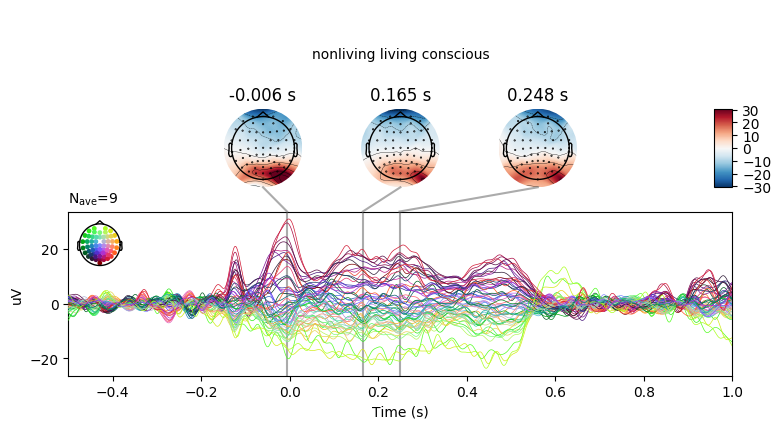 nonliving living conscious
-0.006 s 0.165 s 0.248 s
30
20
10
0
−10
−20
−30
Nave=9
uV
20
0
−20
−0.4 −0.2 0.0 0.2 0.4 0.6 0.8 1.0
Time (s)